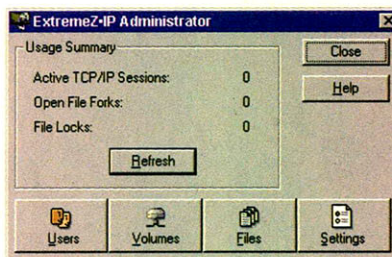 ExtremeZ•IP Administrator
Usage Summary
Active TCP/IP Sessions: 0
Open File Forks: 0
File Locks: 0
Refresh
Close
Help
Users
Volumes
Files
Settings